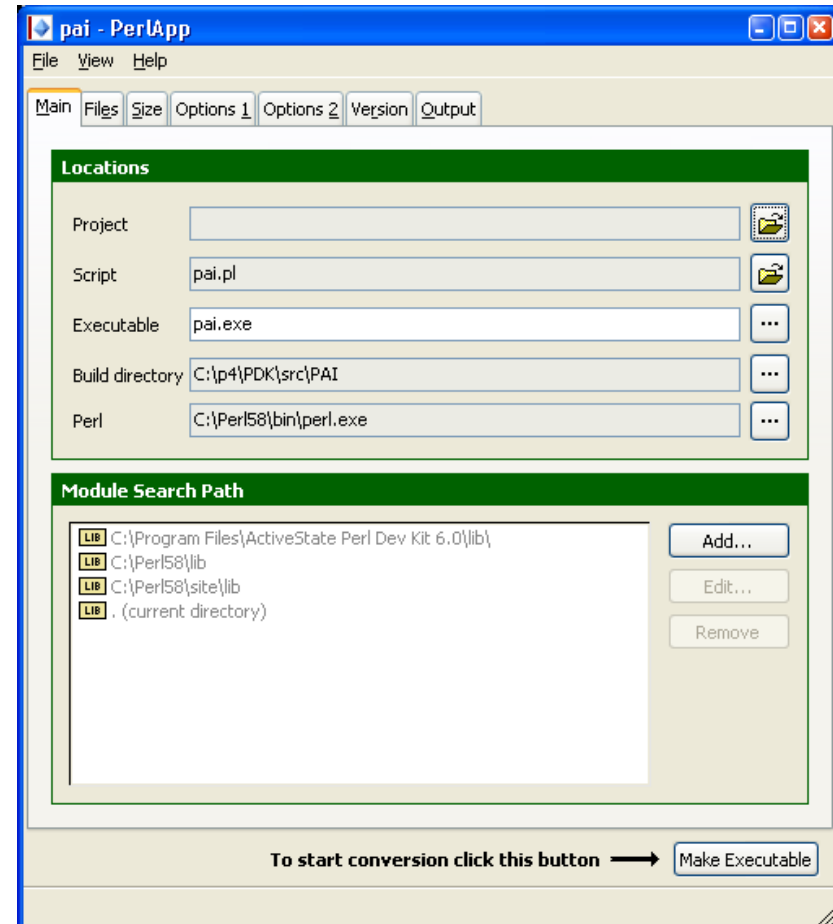 pai - PerlApp
File View Help
Main Files Size Options 1 Options 2 Version Output
Locations
Project
Script pai.pl
Executable pai.exe ...
Build directory C:\p4\PDK\src\PAI ...
Perl C:\Perl58\bin\perl.exe ...
Module Search Path
LIB C:\Program Files\ActiveState Perl Dev Kit 6.0\lib\ Add...
LIB C:\Perl58\lib
LIB C:\Perl58\site\lib Edit...
LIB . (current directory)
Remove
To start conversion click this button Make Executable